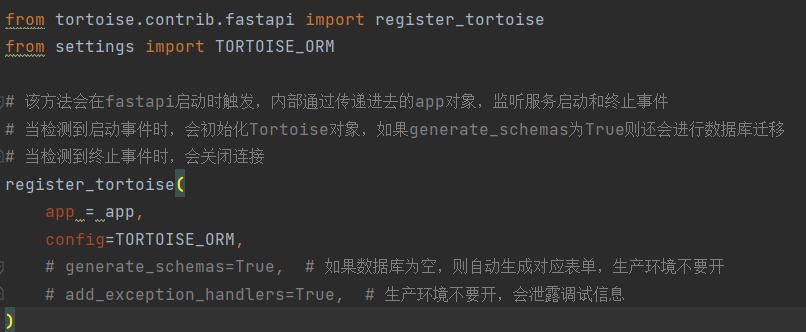 from tortoise.contrib.fastapi import register_tortoise
from settings import TORTOISE_ORM
# 该方法会在fastapi启动时触发，内部通过传递进去的app对象，监听服务启动和终止事件
# 当检测到启动事件时，会初始化Tortoise对象，如果generate_schemas为True则还会进行数据库迁移
# 当检测到终止事件时，会关闭连接
register_tortoise(
    app = app,
    config=TORTOISE_ORM,
    # generate_schemas=True,  # 如果数据库为空，则自动生成对应表单，生产环境不要开
    # add_exception_handlers=True,  # 生产环境不要开，会泄露调试信息
)